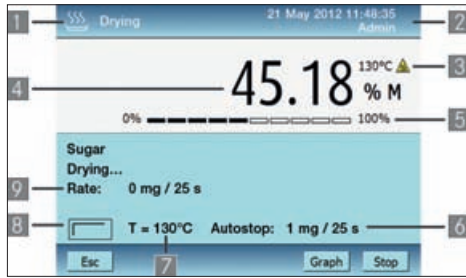 1 Drying 21 May 2012 11:48:35 2
Admin
130°C 3
4 45.18 % M
0% 100% 5
Sugar
Drying...
9 Rate: 0 mg / 25 s
8 T = 130°C Autostop: 1 mg / 25 s 6
Esc 7 Graph Stop